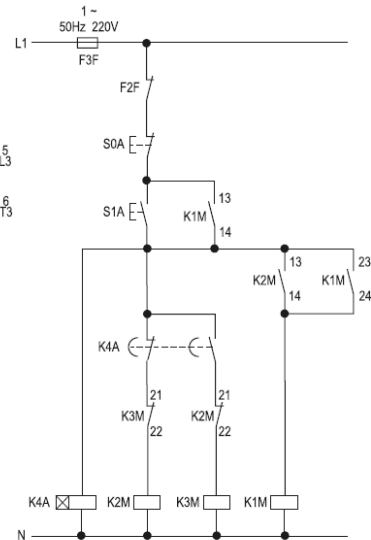 1 ~
50Hz 220V
L1
F3F
F2F
5
L3
S0A
6
T3
S1A
13
K1M
14
13
K2M
14
23
K1M
24
K4A
21
K3M
22
21
K2M
22
K4A
K2M
K3M
K1M
N